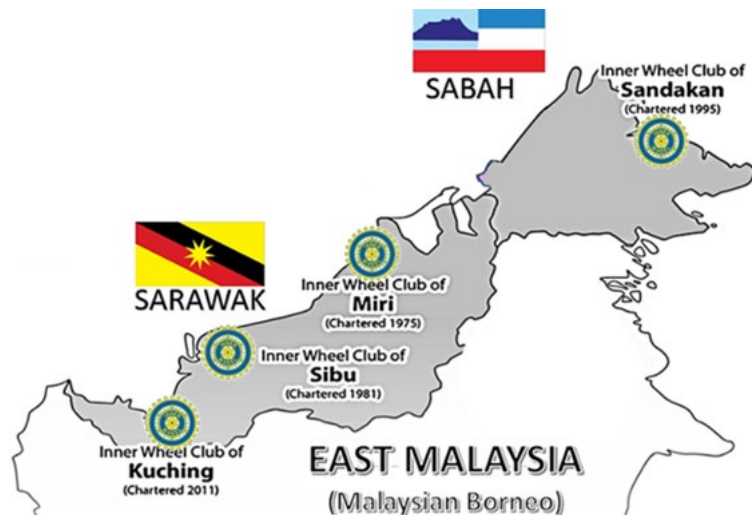 SABAH
Inner Wheel Club of
Sandakan
(Chartered 1995)
SARAWAK
Inner Wheel Club of
Miri
(Chartered 1975)
Inner Wheel Club of
Sibu
(Chartered 1981)
Inner Wheel Club of
Kuching
(Chartered 2011)
EAST MALAYSIA
(Malaysian Borneo)